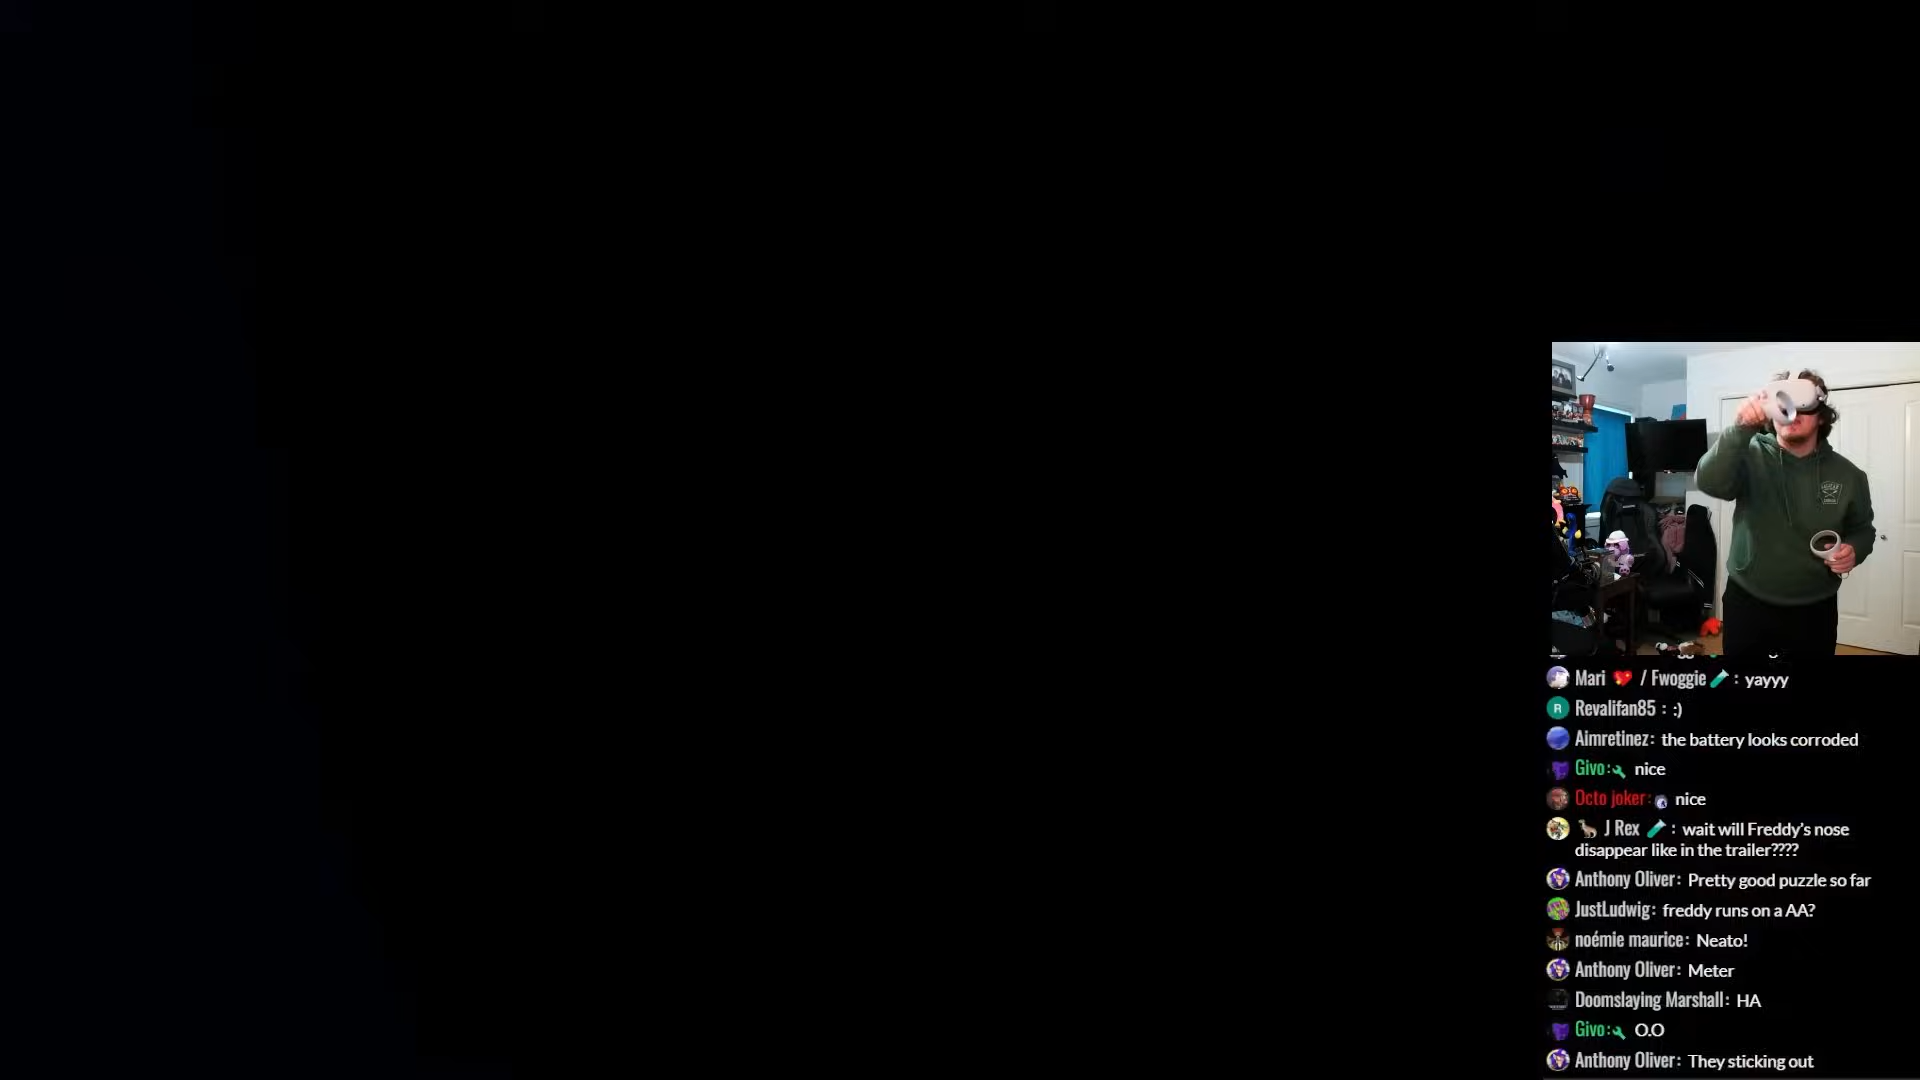 Mari / Fwoggie : yayyy
Revalifan85 : :)
Aimretinez: the battery looks corroded
Givo: nice
Octo joker: nice
J Rex : wait will Freddy's nose
disappear like in the trailer????
Anthony Oliver: Pretty good puzzle so far
JustLudwig: freddy runs on a AA?
noémie maurice: Neato!
Anthony Oliver: Meter
Doomslaying Marshall: HA
Givo: O.O
Anthony Oliver: They sticking out